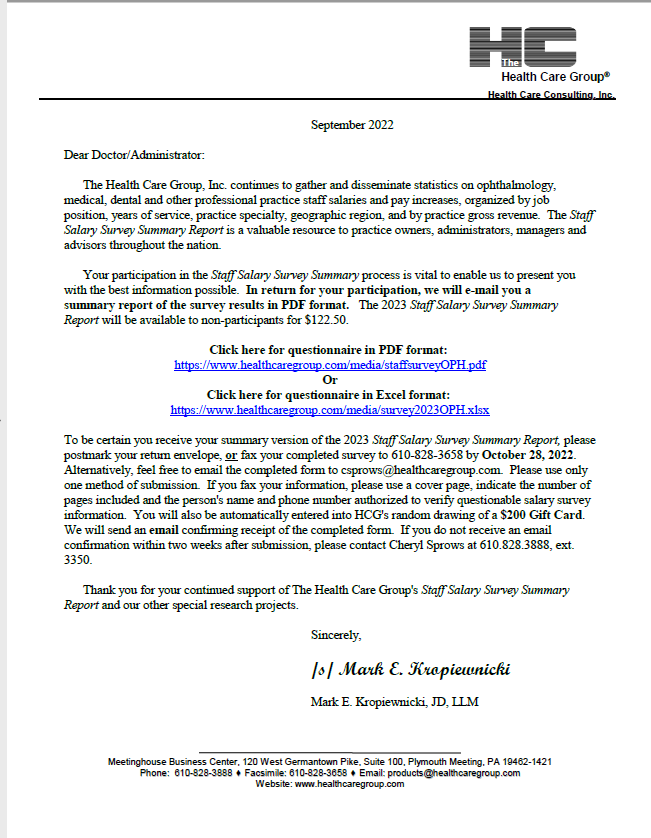 HC
The
Health Care Group®
Health Care Consulting, Inc.
September 2022
Dear Doctor/Administrator:
The Health Care Group, Inc. continues to gather and disseminate statistics on ophthalmology,
medical, dental and other professional practice staff salaries and pay increases, organized by job
position, years of service, practice specialty, geographic region, and by practice gross revenue. The Staff
Salary Survey Summary Report is a valuable resource to practice owners, administrators, managers and
advisors throughout the nation.
Your participation in the Staff Salary Survey Summary process is vital to enable us to present you
with the best information possible. In return for your participation, we will e-mail you a
summary report of the survey results in PDF format. The 2023 Staff Salary Survey Summary
Report will be available to non-participants for $122.50.
Click here for questionnaire in PDF format:
https://www.healthcaregroup.com/media/staffsurveyOPH.pdf
Or
Click here for questionnaire in Excel format:
https://www.healthcaregroup.com/media/survey2023OPH.xlsx
To be certain you receive your summary version of the 2023 Staff Salary Survey Summary Report, please
postmark your return envelope, or fax your completed survey to 610-828-3658 by October 28, 2022.
Alternatively, feel free to email the completed form to csprows@healthcaregroup.com. Please use only
one method of submission. If you fax your information, please use a cover page, indicate the number of
pages included and the person's name and phone number authorized to verify questionable salary survey
information. You will also be automatically entered into HCG's random drawing of a $200 Gift Card.
We will send an email confirming receipt of the completed form. If you do not receive an email
confirmation within two weeks after submission, please contact Cheryl Sprows at 610.828.3888, ext.
3350.
Thank you for your continued support of The Health Care Group's Staff Salary Survey Summary
Report and our other special research projects.
Sincerely,
/s/ Mark E. Kropiewnicki
Mark E. Kropiewnicki, JD, LLM
Meetinghouse Business Center, 120 West Germantown Pike, Suite 100, Plymouth Meeting, PA 19462-1421
Phone: 610-828-3888 ♦ Facsimile: 610-828-3658 ♦ Email: products@healthcaregroup.com
Website: www.healthcaregroup.com